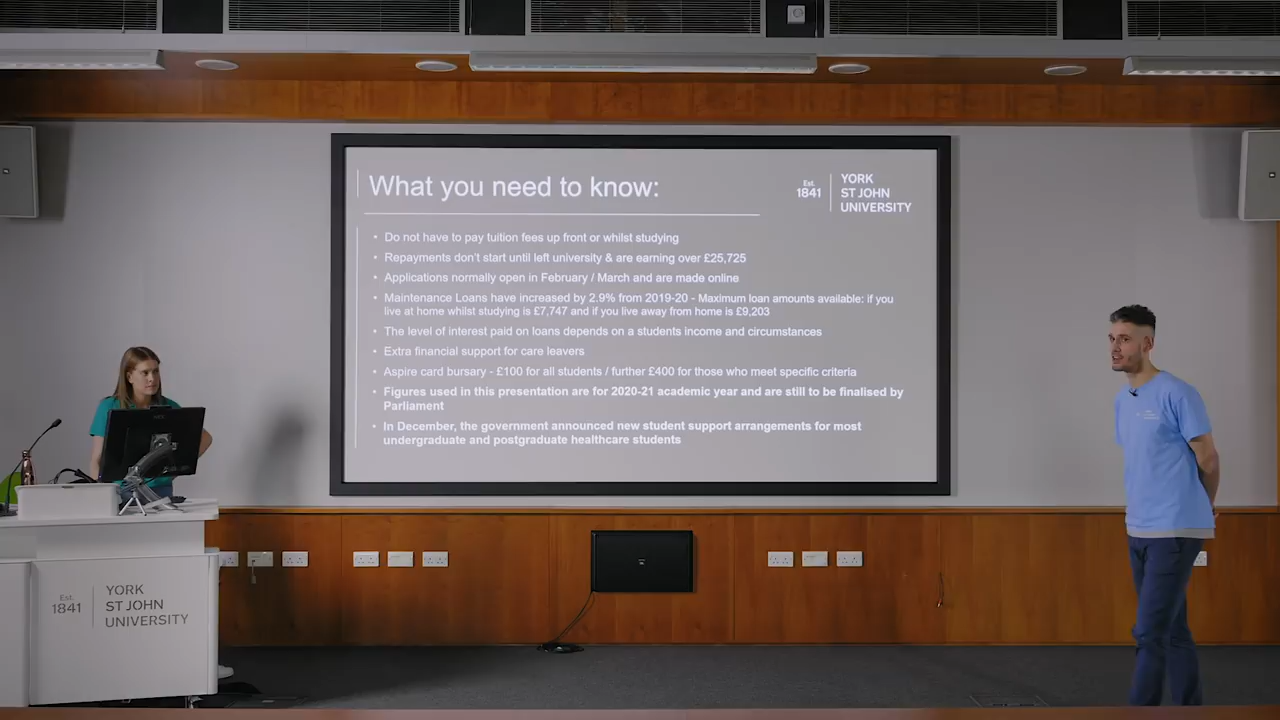 What you need to know:
Est.
1841
YORK
ST JOHN
UNIVERSITY
• Do not have to pay tuition fees up front or whilst studying
• Repayments don't start until left university & are earning over £25,725
• Applications normally open in February / March and are made online
• Maintenance Loans have increased by 2.9% from 2019-20 - Maximum loan amounts available: if you
live at home whilst studying is £7,747 and if you live away from home is £9,203
• The level of interest paid on loans depends on a students income and circumstances
• Extra financial support for care leavers
• Aspire card bursary - £100 for all students / further £400 for those who meet specific criteria
• Figures used in this presentation are for 2020-21 academic year and are still to be finalised by
Parliament
• In December, the government announced new student support arrangements for most
undergraduate and postgraduate healthcare students
Est.
1841
YORK
ST JOHN
UNIVERSITY